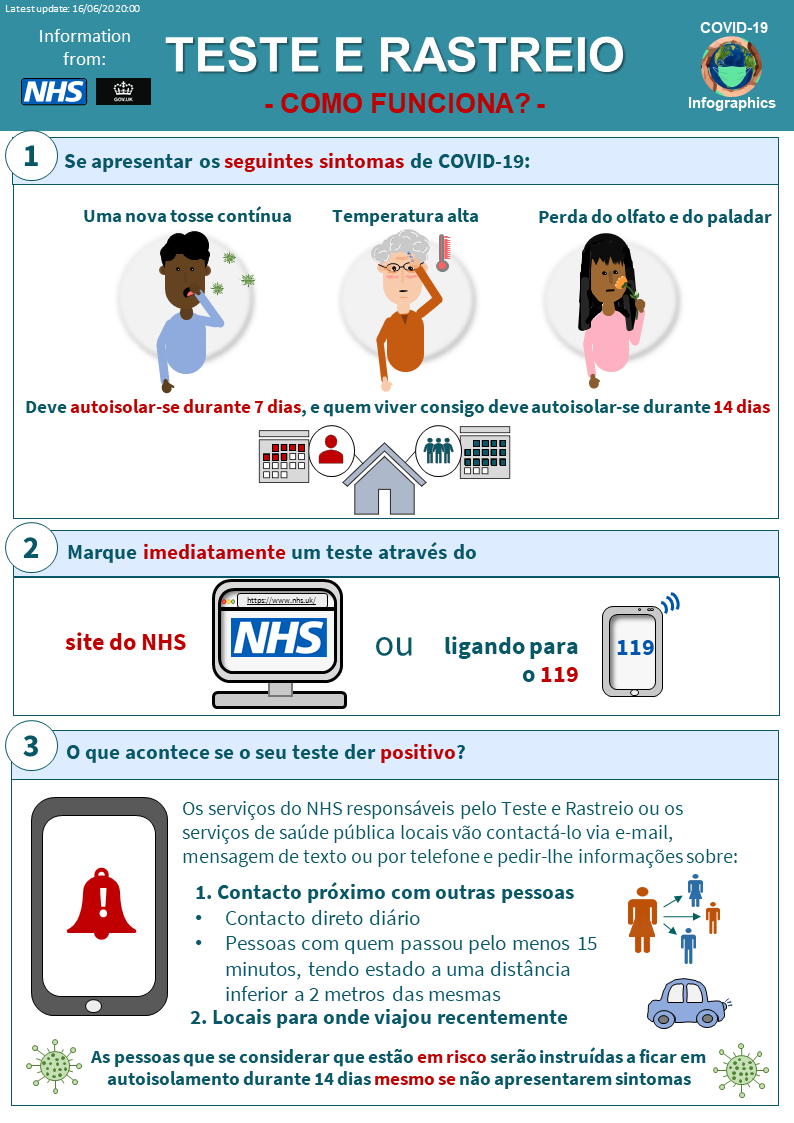 Latest update: 16/06/2020:00
Information
from:
NHS
GOV.UK
TESTE E RASTREIO
- COMO FUNCIONA? -
COVID-19
Infographics
1
Se apresentar os seguintes sintomas de COVID-19:
Uma nova tosse contínua
Temperatura alta
Perda do olfato e do paladar
Deve autoisolar-se durante 7 dias, e quem viver consigo deve autoisolar-se durante 14 dias
2
Marque imediatamente um teste através do
site do NHS
https://www.nhs.uk/
NHS
ou
ligando para
o 119
119
3
O que acontece se o seu teste der positivo?
!
Os serviços do NHS responsáveis pelo Teste e Rastreio ou os
serviços de saúde pública locais vão contactá-lo via e-mail,
mensagem de texto ou por telefone e pedir-lhe informações sobre:
1. Contacto próximo com outras pessoas
• Contacto direto diário
• Pessoas com quem passou pelo menos 15
minutos, tendo estado a uma distância
inferior a 2 metros das mesmas
2. Locais para onde viajou recentemente
As pessoas que se considerar que estão em risco serão instruídas a ficar em
autoisolamento durante 14 dias mesmo se não apresentarem sintomas